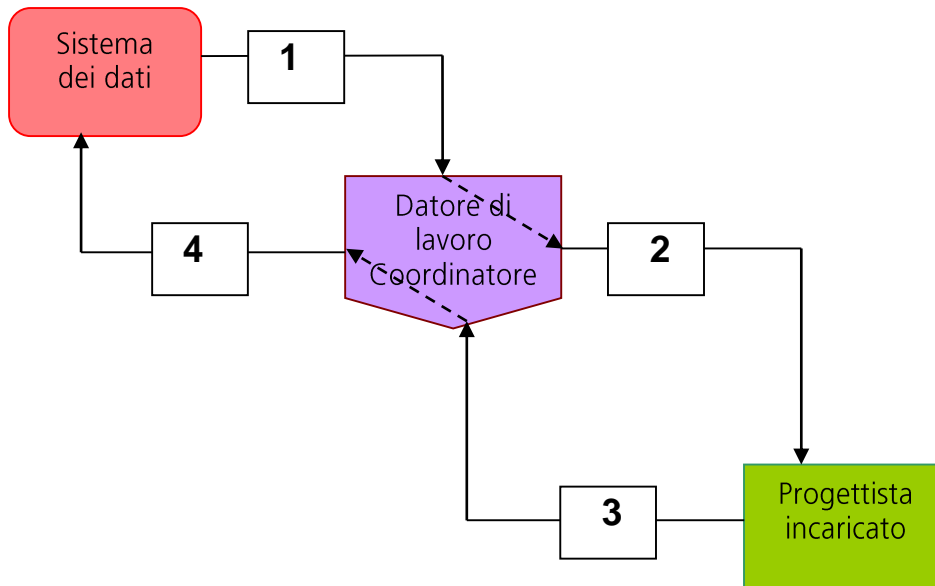 Sistema
dei dati
1
Datore di
lavoro
Coordinatore
4
2
3
Progettista
incaricato